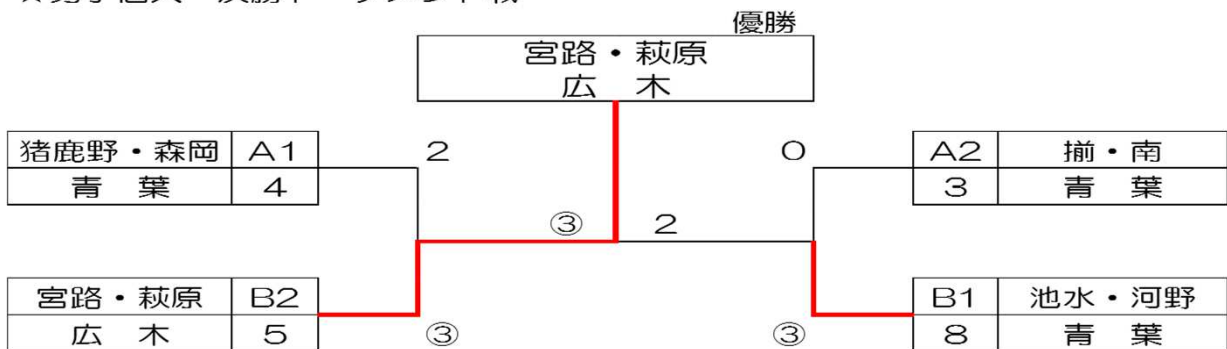 優勝
宮路・萩原
広 木
猪鹿野・森岡 A1
青 葉 4
2
0
A2 揃・南
3 青 葉
③ 2
宮路・萩原 B2
広 木 5
③
③
B1 池水・河野
8 青 葉